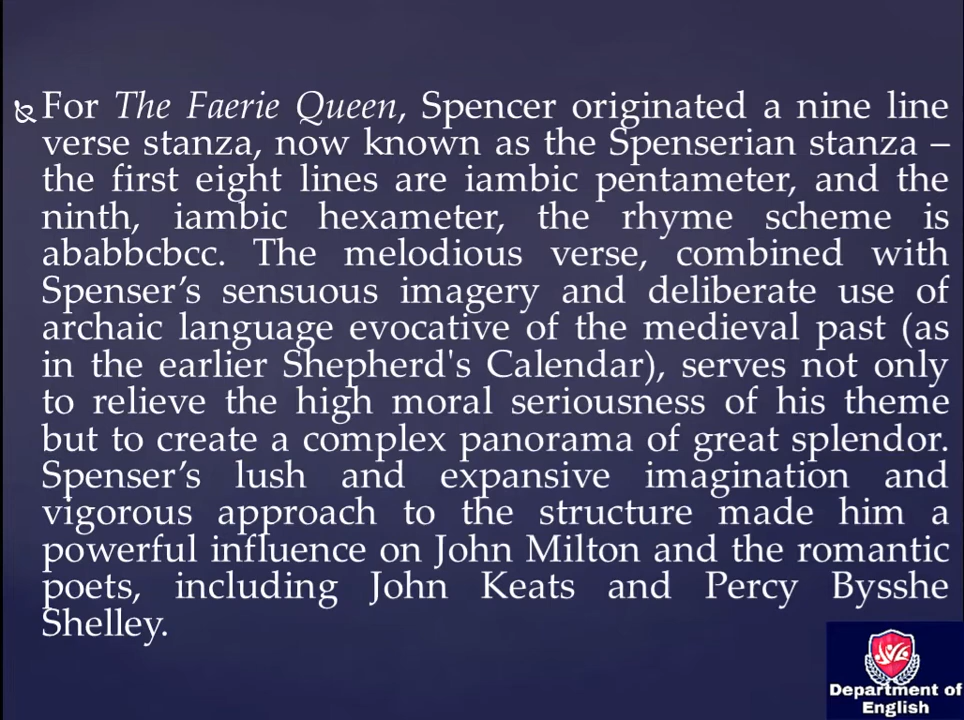 For The Faerie Queen, Spencer originated a nine line
verse stanza, now known as the Spenserian stanza –
the first eight lines are iambic pentameter, and the
ninth, iambic hexameter, the rhyme scheme is
ababbcbcc. The melodious verse, combined with
Spenser’s sensuous imagery and deliberate use of
archaic language evocative of the medieval past (as
in the earlier Shepherd's Calendar), serves not only
to relieve the high moral seriousness of his theme
but to create a complex panorama of great splendor.
Spenser’s lush and expansive imagination and
vigorous approach to the structure made him a
powerful influence on John Milton and the romantic
poets, including John Keats and Percy Bysshe
Shelley.
Department of
English